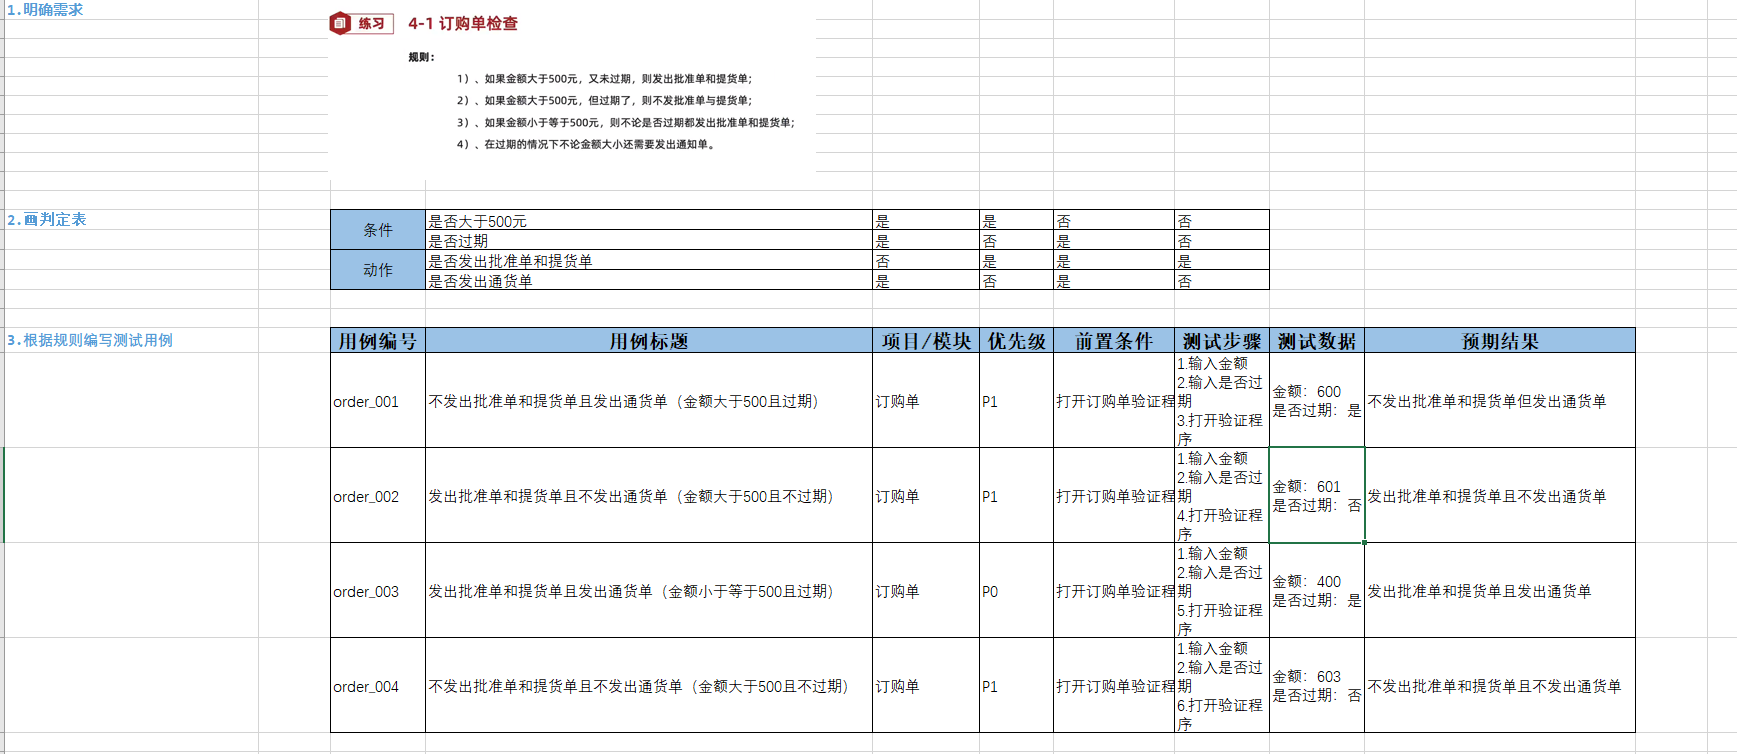 1.明确需求
练习 4-1 订购单检查
规则：
1）、如果金额大于500元，又未过期，则发出批准单和提货单；
2）、如果金额大于500元，但过期了，则不发批准单与提货单；
3）、如果金额小于等于500元，则不论是否过期都发出批准单和提货单；
4）、在过期的情况下不论金额大小还需要发出通知单。
2.画判定表
条件 是否大于500元 是 是 否 否
是否过期 是 否 是 否
动作 是否发出批准单和提货单 否 是 是 是
是否发出通货单 是 否 是 否
3.根据规则编写测试用例
用例编号 用例标题 项目/模块 优先级 前置条件 测试步骤 测试数据 预期结果
order_001 不发出批准单和提货单且发出通货单（金额大于500且过期） 订购单 P1 打开订购单验证程
1.输入金额
2.输入是否过
期
3.打开验证程
序
金额：600
是否过期：是
不发出批准单和提货单但发出通货单
order_002 发出批准单和提货单且不发出通货单（金额大于500且不过期） 订购单 P1 打开订购单验证程
1.输入金额
2.输入是否过
期
4.打开验证程
序
金额：601
是否过期：否
发出批准单和提货单且不发出通货单
order_003 发出批准单和提货单且发出通货单（金额小于等于500且过期） 订购单 P0 打开订购单验证程
1.输入金额
2.输入是否过
期
5.打开验证程
序
金额：400
是否过期：是
发出批准单和提货单且发出通货单
order_004 不发出批准单和提货单且不发出通货单（金额大于500且不过期） 订购单 P1 打开订购单验证程
1.输入金额
2.输入是否过
期
6.打开验证程
序
金额：603
是否过期：否
不发出批准单和提货单且不发出通货单